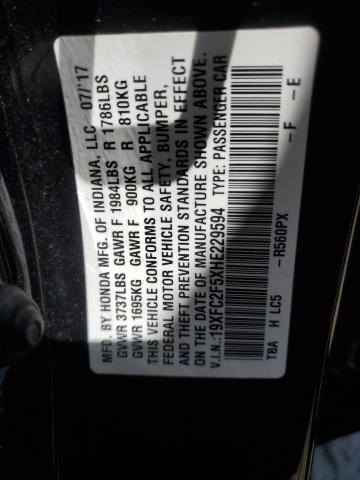 MFD. BY HONDA MFG. OF INDIANA, LLC 07/'17
GVWR 3737LBS GAWR F 1984LBS R 1786LBS
GVWR 1695KG GAWR F 900KG R 810KG
THIS VEHICLE CONFORMS TO ALL APPLICABLE
FEDERAL MOTOR VEHICLE SAFETY, BUMPER, AND
THEFT PREVENTION STANDARDS IN EFFECT
ON THE DATE OF MANUFACTURE SHOWN ABOVE.
V.I.N.:19XFC2F5XHE229594 TYPE: PASSENGER CAR
-R560PX -F -E
TBA H LC5